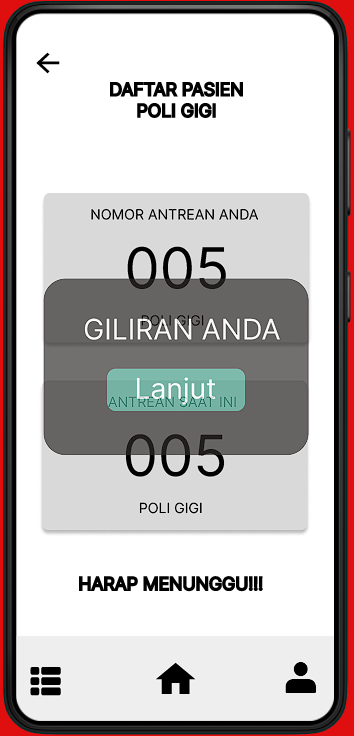 DAFTAR PASIEN
POLI GIGI
NOMOR ANTREAN ANDA
005
POLI GIGI
GILIRAN ANDA
Lanjut
ANTREAN SAAT INI
005
POLI GIGI
HARAP MENUNGGU!!!